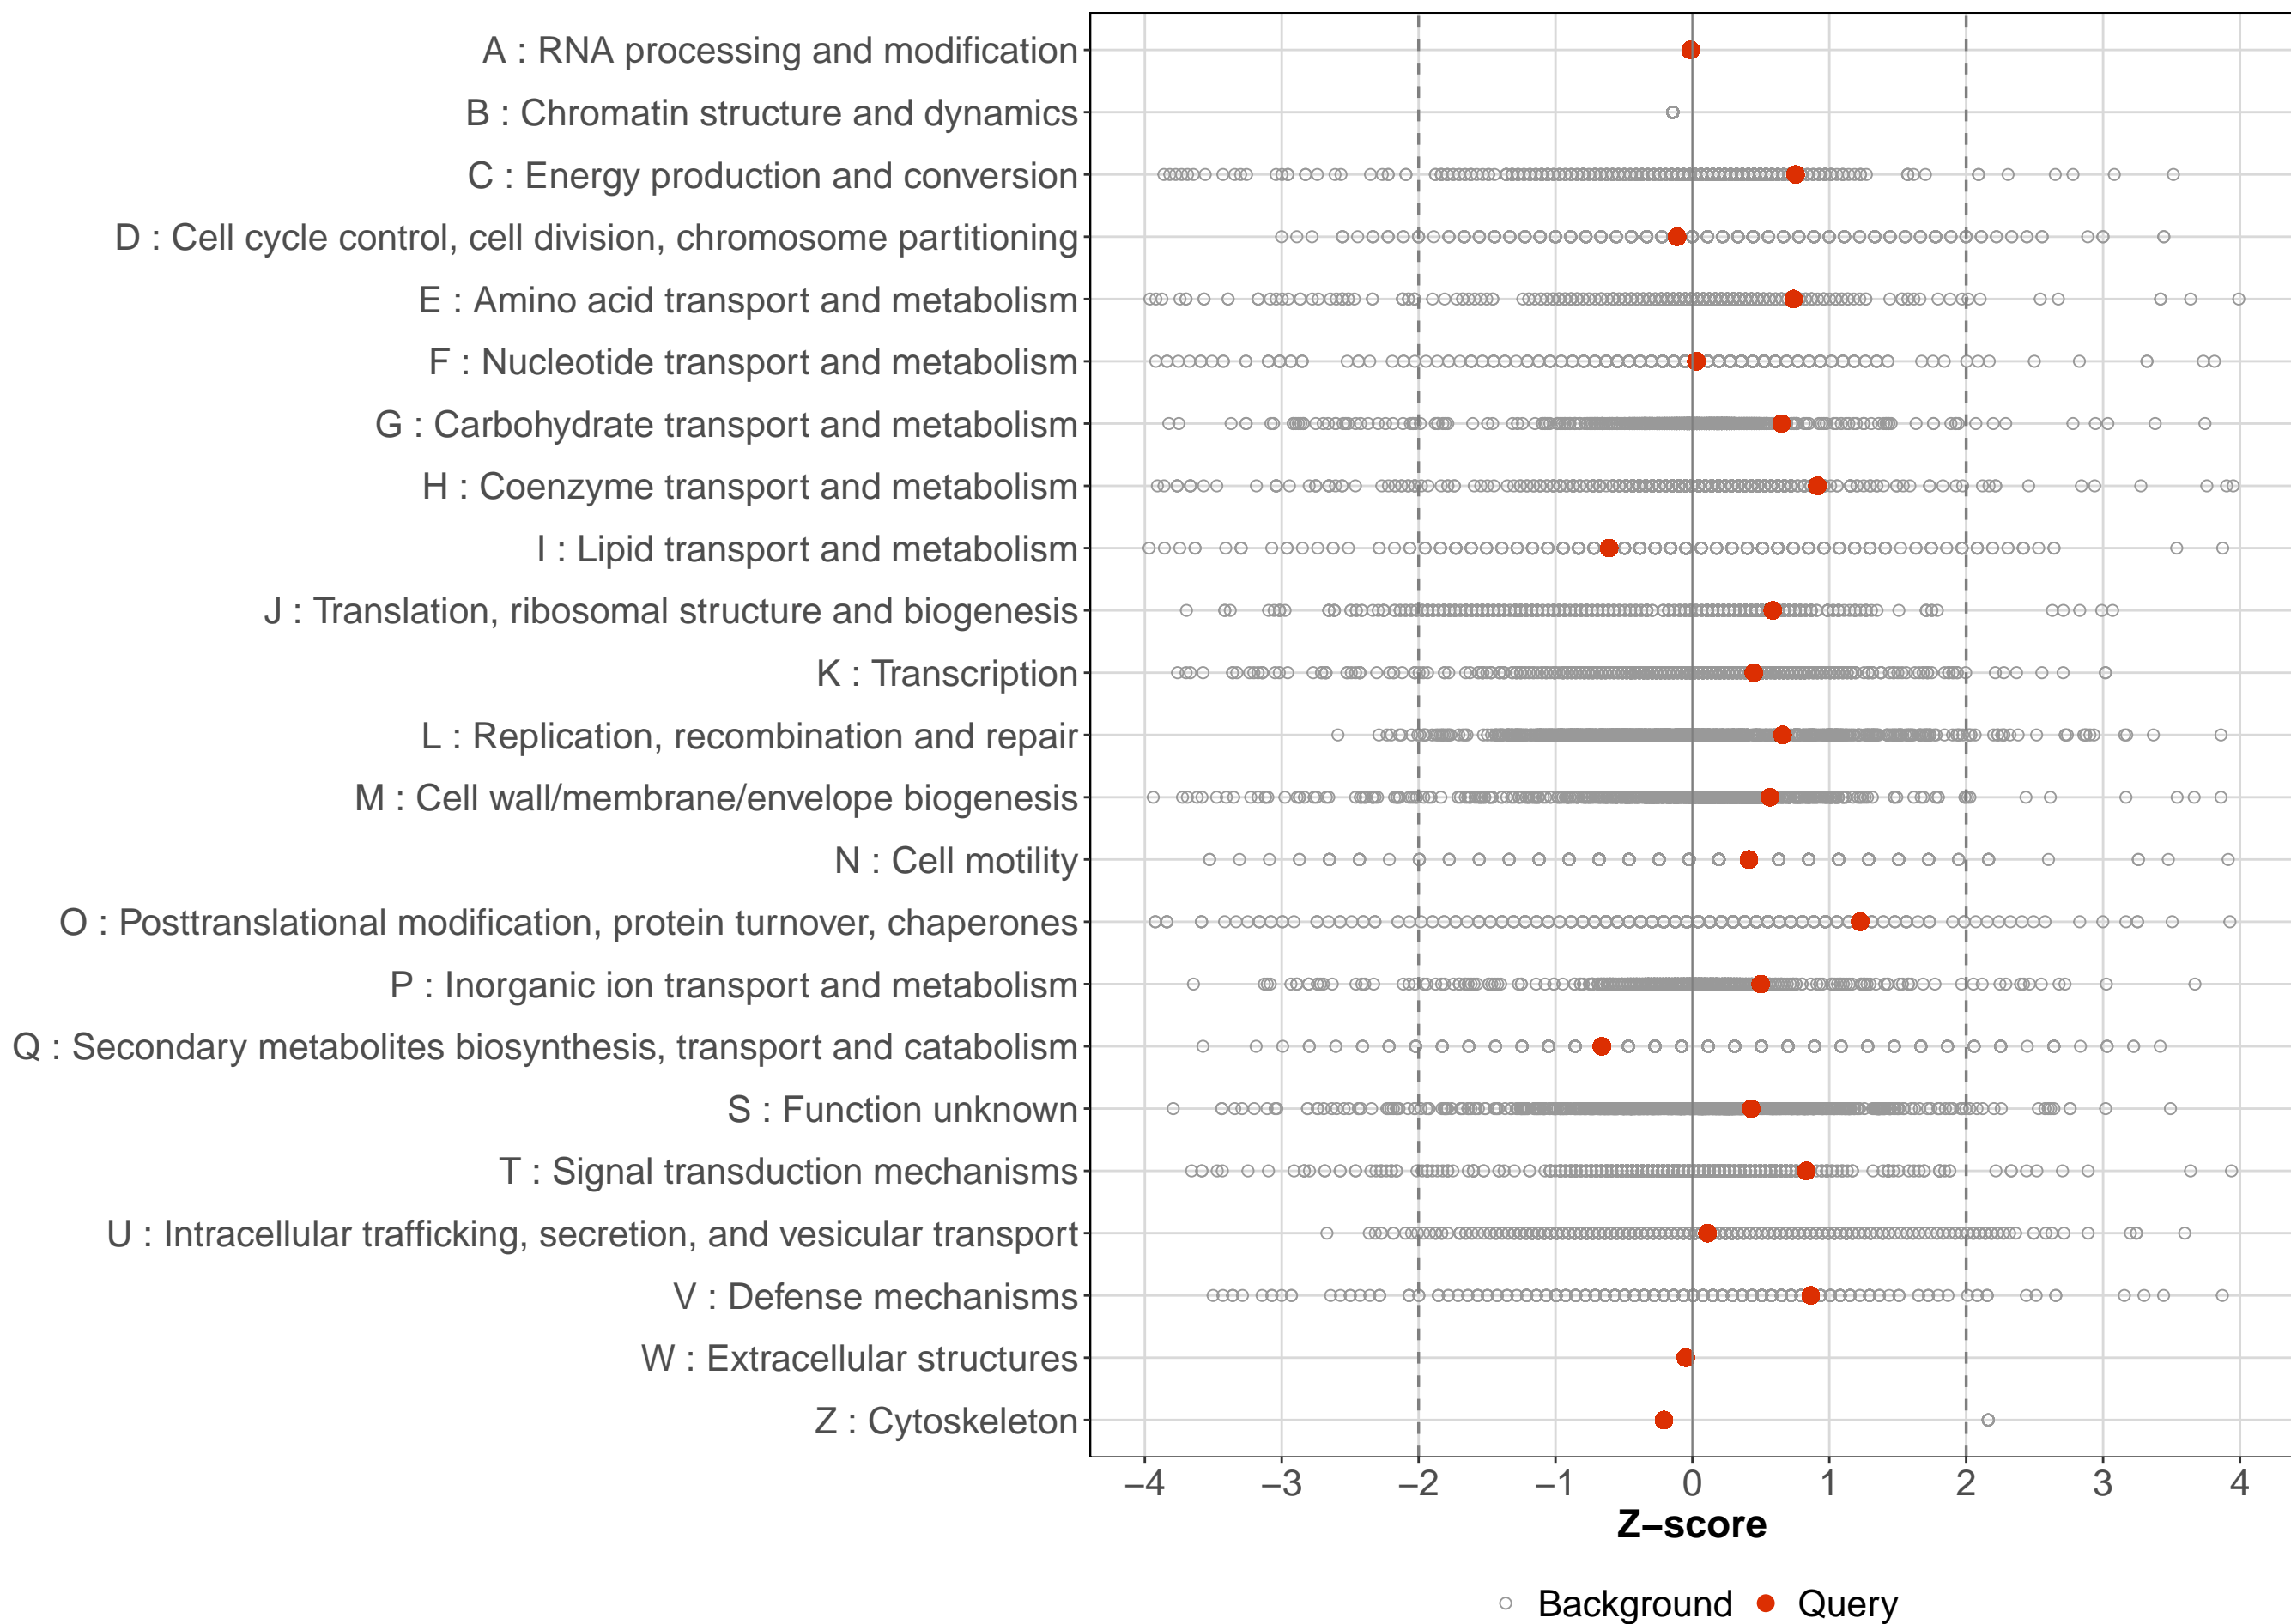 A : RNA processing and modification
B : Chromatin structure and dynamics
C : Energy production and conversion
D : Cell cycle control, cell division, chromosome partitioning
E : Amino acid transport and metabolism
F : Nucleotide transport and metabolism
G : Carbohydrate transport and metabolism
H : Coenzyme transport and metabolism
I : Lipid transport and metabolism
J : Translation, ribosomal structure and biogenesis
K : Transcription
L : Replication, recombination and repair
M : Cell wall/membrane/envelope biogenesis
N : Cell motility
O : Posttranslational modification, protein turnover, chaperones
P : Inorganic ion transport and metabolism
Q : Secondary metabolites biosynthesis, transport and catabolism
S : Function unknown
T : Signal transduction mechanisms
U : Intracellular trafficking, secretion, and vesicular transport
V : Defense mechanisms
W : Extracellular structures
Z : Cytoskeleton
−4 −3 −2 −1 0 1 2 3 4
Z−score
Background Query